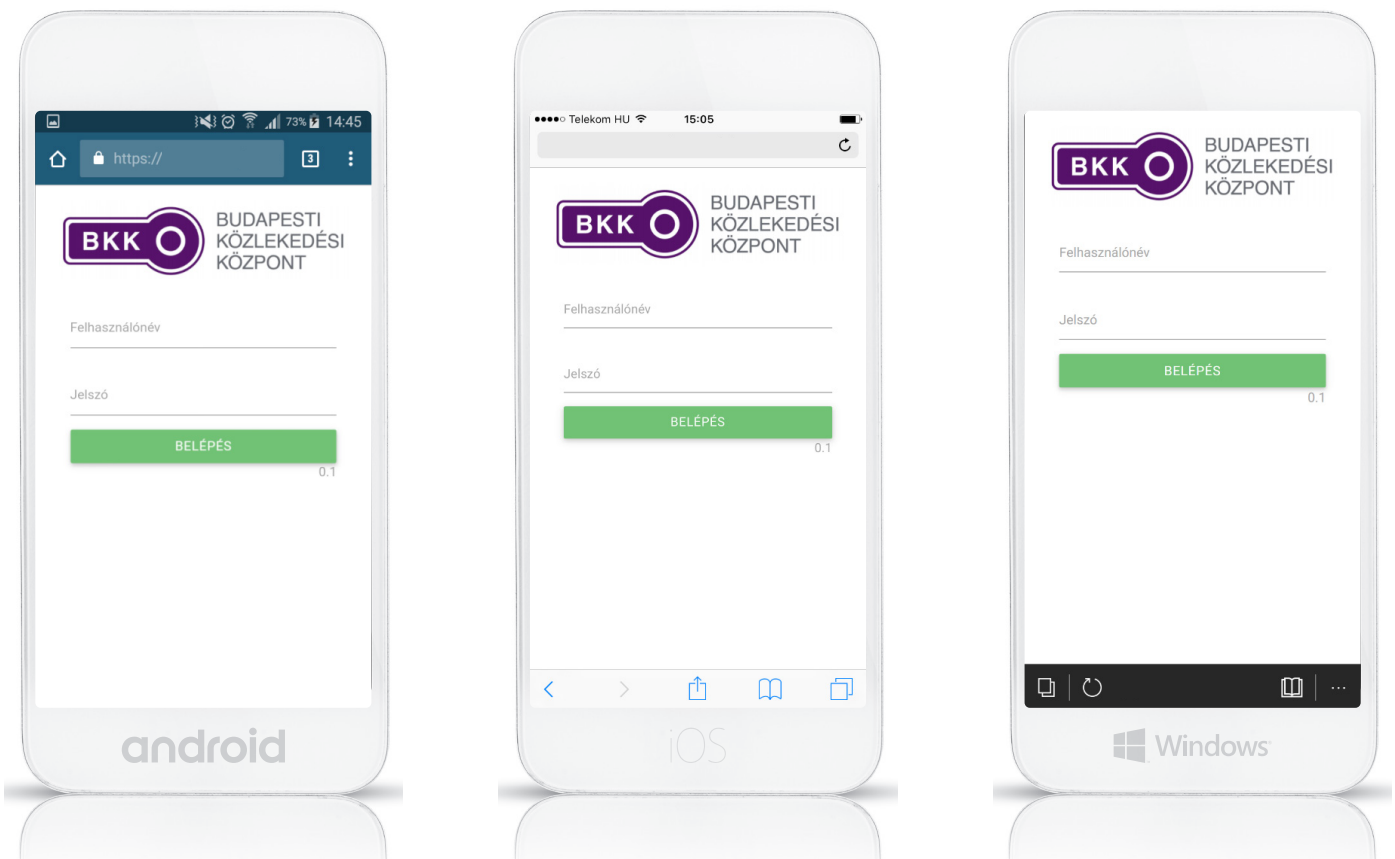 73% 14:45
https:// 3
BKK
BUDAPESTI
KÖZLEKEDÉSI
KÖZPONT
Felhasználónév
Jelszó
BELÉPÉS
0.1
android
Telekom HU 15:05
BKK
BUDAPESTI
KÖZLEKEDÉSI
KÖZPONT
Felhasználónév
Jelszó
BELÉPÉS
0.1
iOS
BKK
BUDAPESTI
KÖZLEKEDÉSI
KÖZPONT
Felhasználónév
Jelszó
BELÉPÉS
0.1
Windows